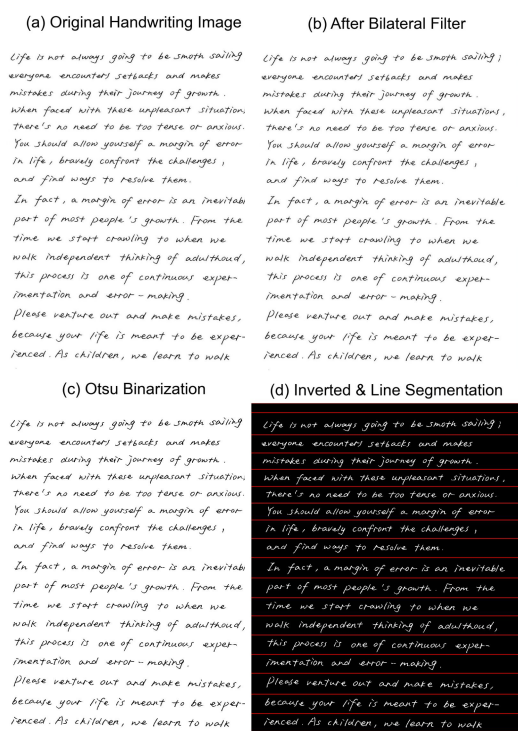 (a) Original Handwriting Image
Life is not always going to be smoth sailing
everyone encounters setbacks and makes
mistakes during their journey of growth.
When faced with these unpleasant situation,
there's no need to be too tense or anxious.
You should allow yourself a margin of error
in life, bravely confront the challenges,
and find ways to resolve them.
In fact, a margin of error is an inevitabl
part of most people's growth. From the
time we start crawling to when we
walk independent thinking of adulthoud,
this process is one of continuous exper-
imentation and error-making.
Please venture out and make mistakes,
because your life is meant to be exper-
ienced. As children, we learn to walk
(b) After Bilateral Filter
Life is not always going to be smoth sailing;
everyone encounters setbacks and makes
mistakes during their journey of growth.
When faced with these unpleasant situations,
there's no need to be too tense or anxious.
You should allow yourself a margin of error
in life, bravely confront the challenges,
and find ways to resolve them.
In fact, a margin of error is an inevitable
part of most people's growth. From the
time we start crawling to when we
walk independent thinking of adulthoud,
this process is one of continuous exper-
imentation and error-making.
Please venture out and make mistakes,
because your life is meant to be exper-
ienced. As children, we learn to walk
(c) Otsu Binarization
Life is not always going to be smoth sailing
everyone encounters setbacks and makes
mistakes during their journey of growth.
When faced with these unpleasant situation,
there's no need to be too tense or anxious.
You should allow yourself a margin of error
in life, bravely confront the challenges,
and find ways to resolve them.
In fact, a margin of error is an inevitabl
part of most people's growth. From the
time we start crawling to when we
walk independent thinking of adulthoud,
this process is one of continuous exper-
imentation and error-making.
Please venture out and make mistakes,
because your life is meant to be exper-
ienced. As children, we learn to walk
(d) Inverted & Line Segmentation
Life is not always going to be smoth sailing;
everyone encounters setbacks and makes
mistakes during their journey of growth.
When faced with these unpleasant situations,
there's no need to be too tense or anxious.
You should allow yourself a margin of error
in life, bravely confront the challenges,
and find ways to resolve them.
In fact, a margin of error is an inevitable
part of most people's growth. From the
time we start crawling to when we
walk independent thinking of adulthoud,
this process is one of continuous exper-
imentation and error-making.
Please venture out and make mistakes,
because your life is meant to be exper-
ienced. As children, we learn to walk